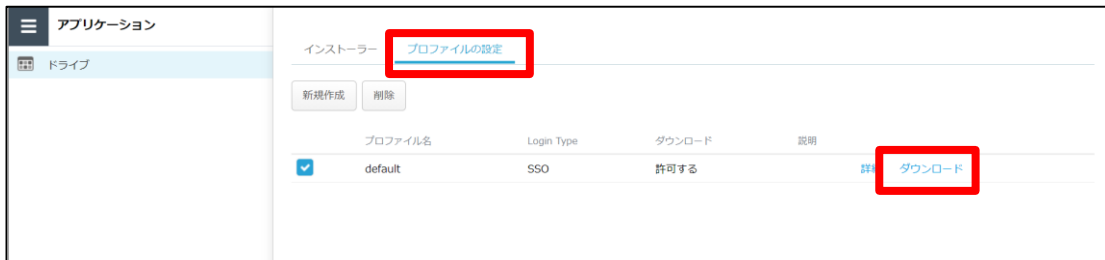 アプリケーション
ドライブ
インストーラー プロファイルの設定
新規作成 削除
プロファイル名 Login Type ダウンロード 説明
default SSO 許可する 詳細 ダウンロード